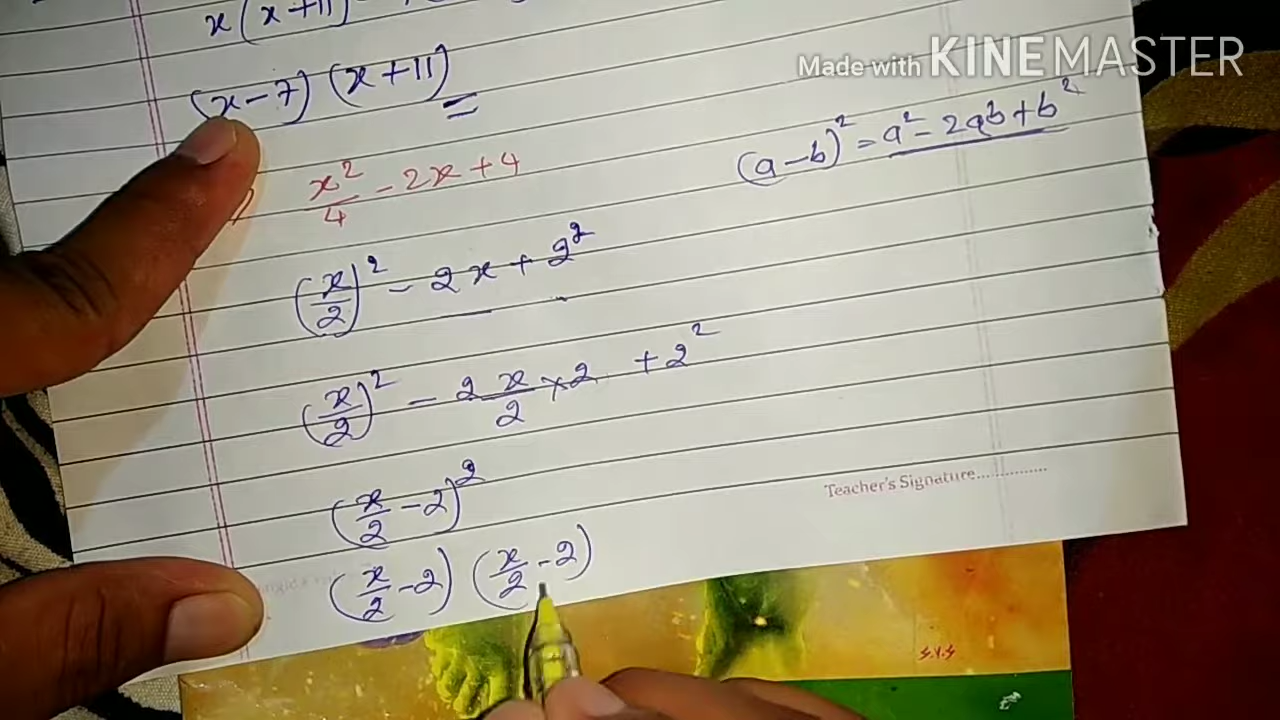 x(x+11)
Made with KINEMASTER
(x-7) (x+11)
(a-b)² = a²-2ab+b²
x²/4 - 2x + 4
(x/2)² - 2x + 2²
(x/2)² - 2 x/2 × 2 + 2²
(x/2 - 2)²
Teacher's Signature...............
(x/2 - 2) (x/2 - 2)
S.V.S